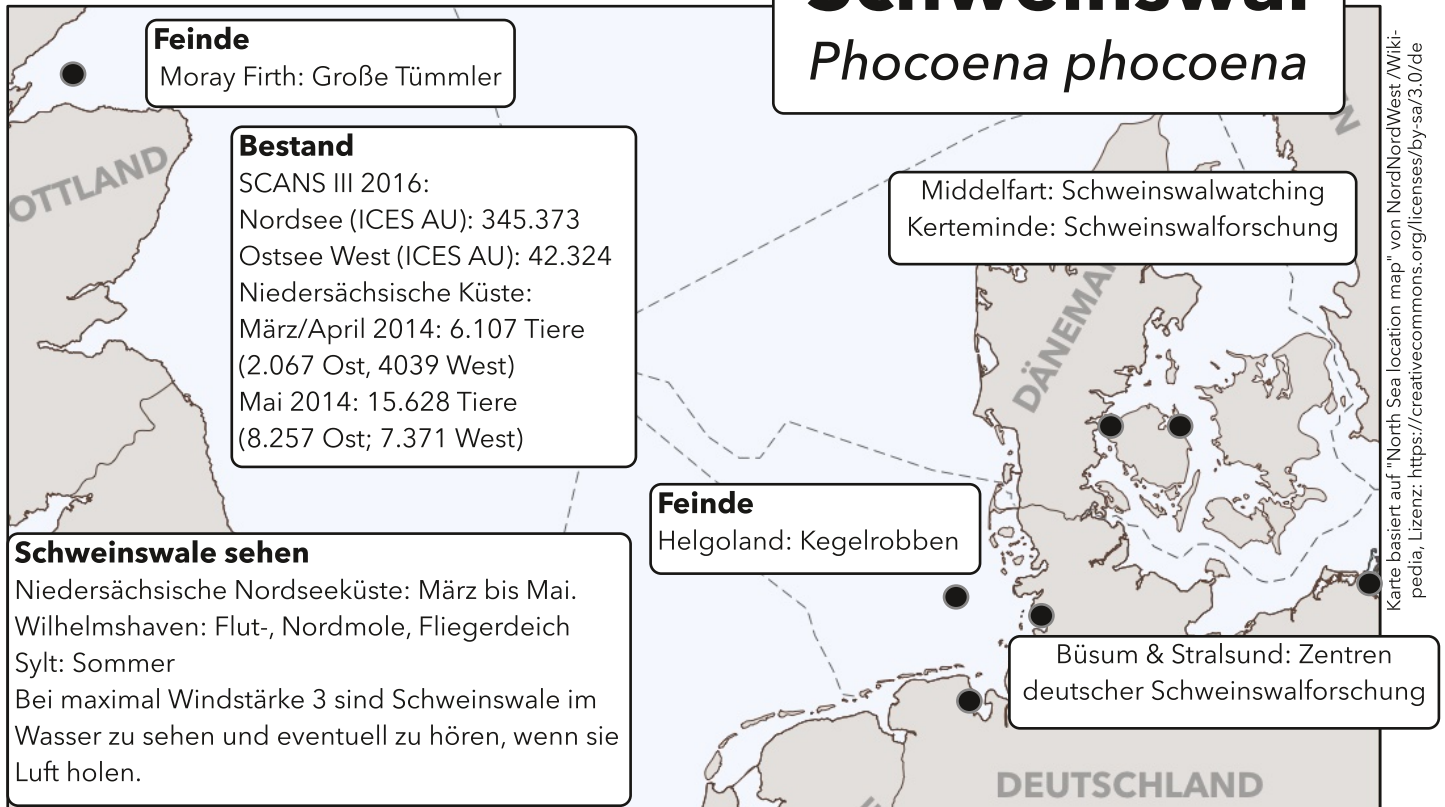 Schweinswal
Phocoena phocoena
Feinde
Moray Firth: Große Tümmler
Bestand
SCANS III 2016:
Nordsee (ICES AU): 345.373
Ostsee West (ICES AU): 42.324
Niedersächsische Küste:
März/April 2014: 6.107 Tiere
(2.067 Ost, 4039 West)
Mai 2014: 15.628 Tiere
(8.257 Ost; 7.371 West)
Middelfart: Schweinswalwatching
Kerteminde: Schweinswalforschung
OTTLAND
DÄNEMAR
N
Feinde
Helgoland: Kegelrobben
Schweinswale sehen
Niedersächsische Nordseeküste: März bis Mai.
Wilhelmshaven: Flut-, Nordmole, Fliegerdeich
Sylt: Sommer
Bei maximal Windstärke 3 sind Schweinswale im
Wasser zu sehen und eventuell zu hören, wenn sie
Luft holen.
Büsum & Stralsund: Zentren
deutscher Schweinswalforschung
DEUTSCHLAND
Karte basiert auf "North Sea location map" von NordNordWest /Wiki-
pedia, Lizenz: https://creativecommons.org/licenses/by-sa/3.0/de